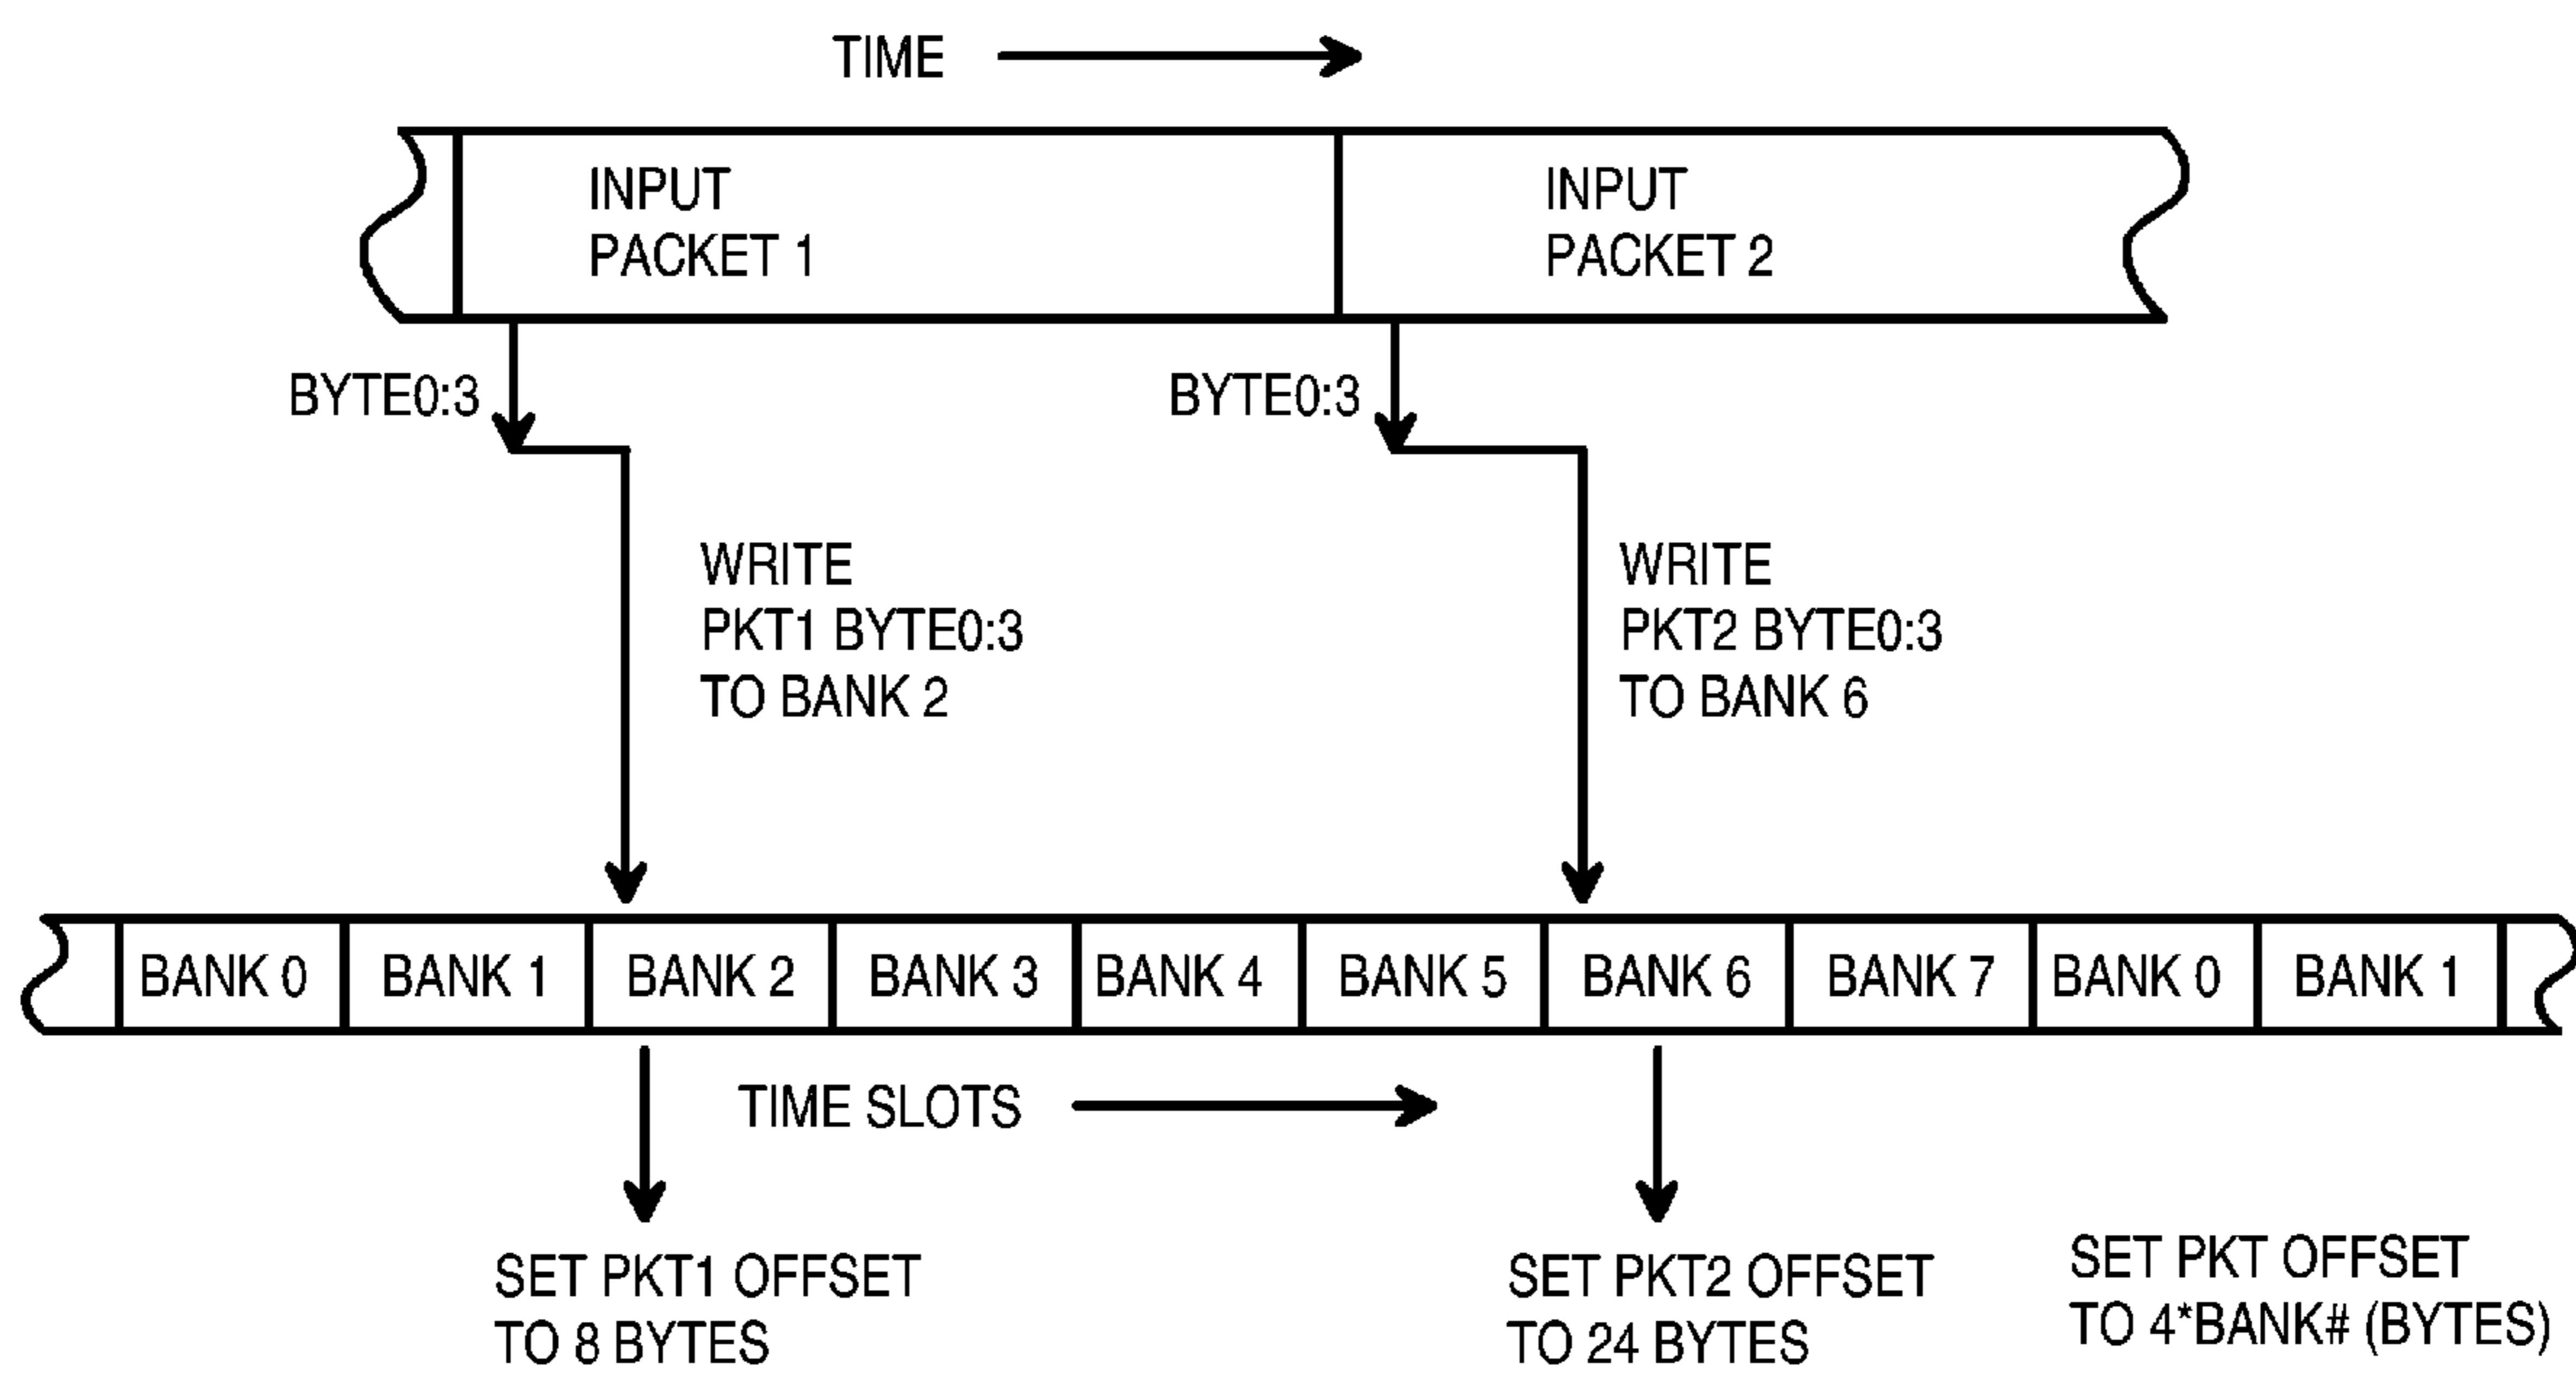 TIME
INPUT
PACKET 1
INPUT
PACKET 2
BYTE0:3
BYTE0:3
WRITE
PKT1 BYTE0:3
TO BANK 2
WRITE
PKT2 BYTE0:3
TO BANK 6
BANK 0
BANK 1
BANK 2
BANK 3
BANK 4
BANK 5
BANK 6
BANK 7
BANK 0
BANK 1
TIME SLOTS
SET PKT1 OFFSET
TO 8 BYTES
SET PKT2 OFFSET
TO 24 BYTES
SET PKT OFFSET
TO 4*BANK# (BYTES)